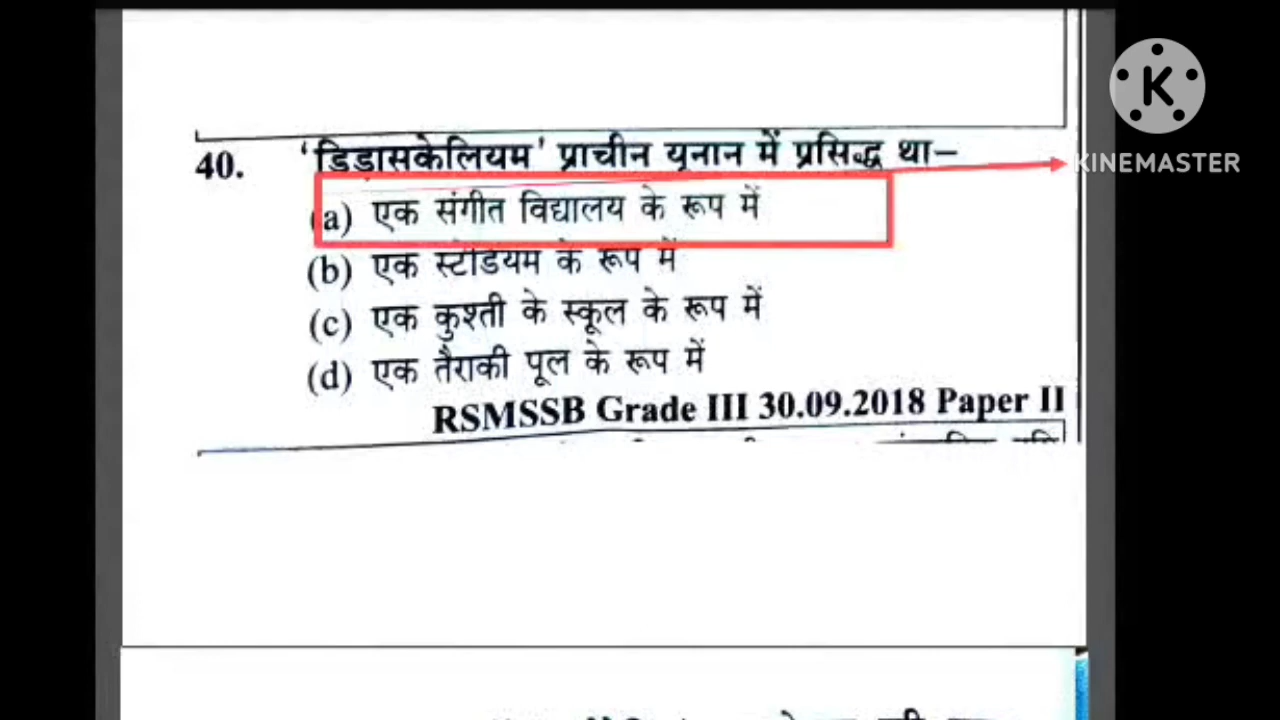 K
KINEMASTER
40. 'डिड़ासकेलियम' प्राचीन यूनान में प्रसिद्ध था–
(a) एक संगीत विद्यालय के रूप में
(b) एक स्टेडियम के रूप में
(c) एक कुश्ती के स्कूल के रूप में
(d) एक तैराकी पूल के रूप में
RSMSSB Grade III 30.09.2018 Paper II